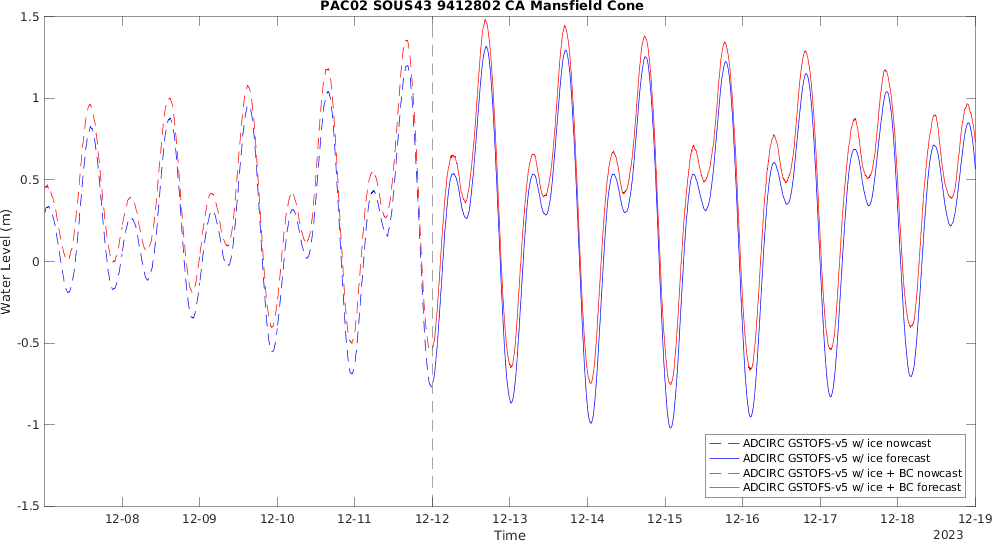 PAC02 SOUS43 9412802 CA Mansfield Cone
1.5
1
0.5
0
-0.5
-1
-1.5
Water Level (m)
12-08 12-09 12-10 12-11 12-12 12-13 12-14 12-15 12-16 12-17 12-18 12-19
Time
2023
ADCIRC GSTOFS-v5 w/ ice nowcast
ADCIRC GSTOFS-v5 w/ ice forecast
ADCIRC GSTOFS-v5 w/ ice + BC nowcast
ADCIRC GSTOFS-v5 w/ ice + BC forecast